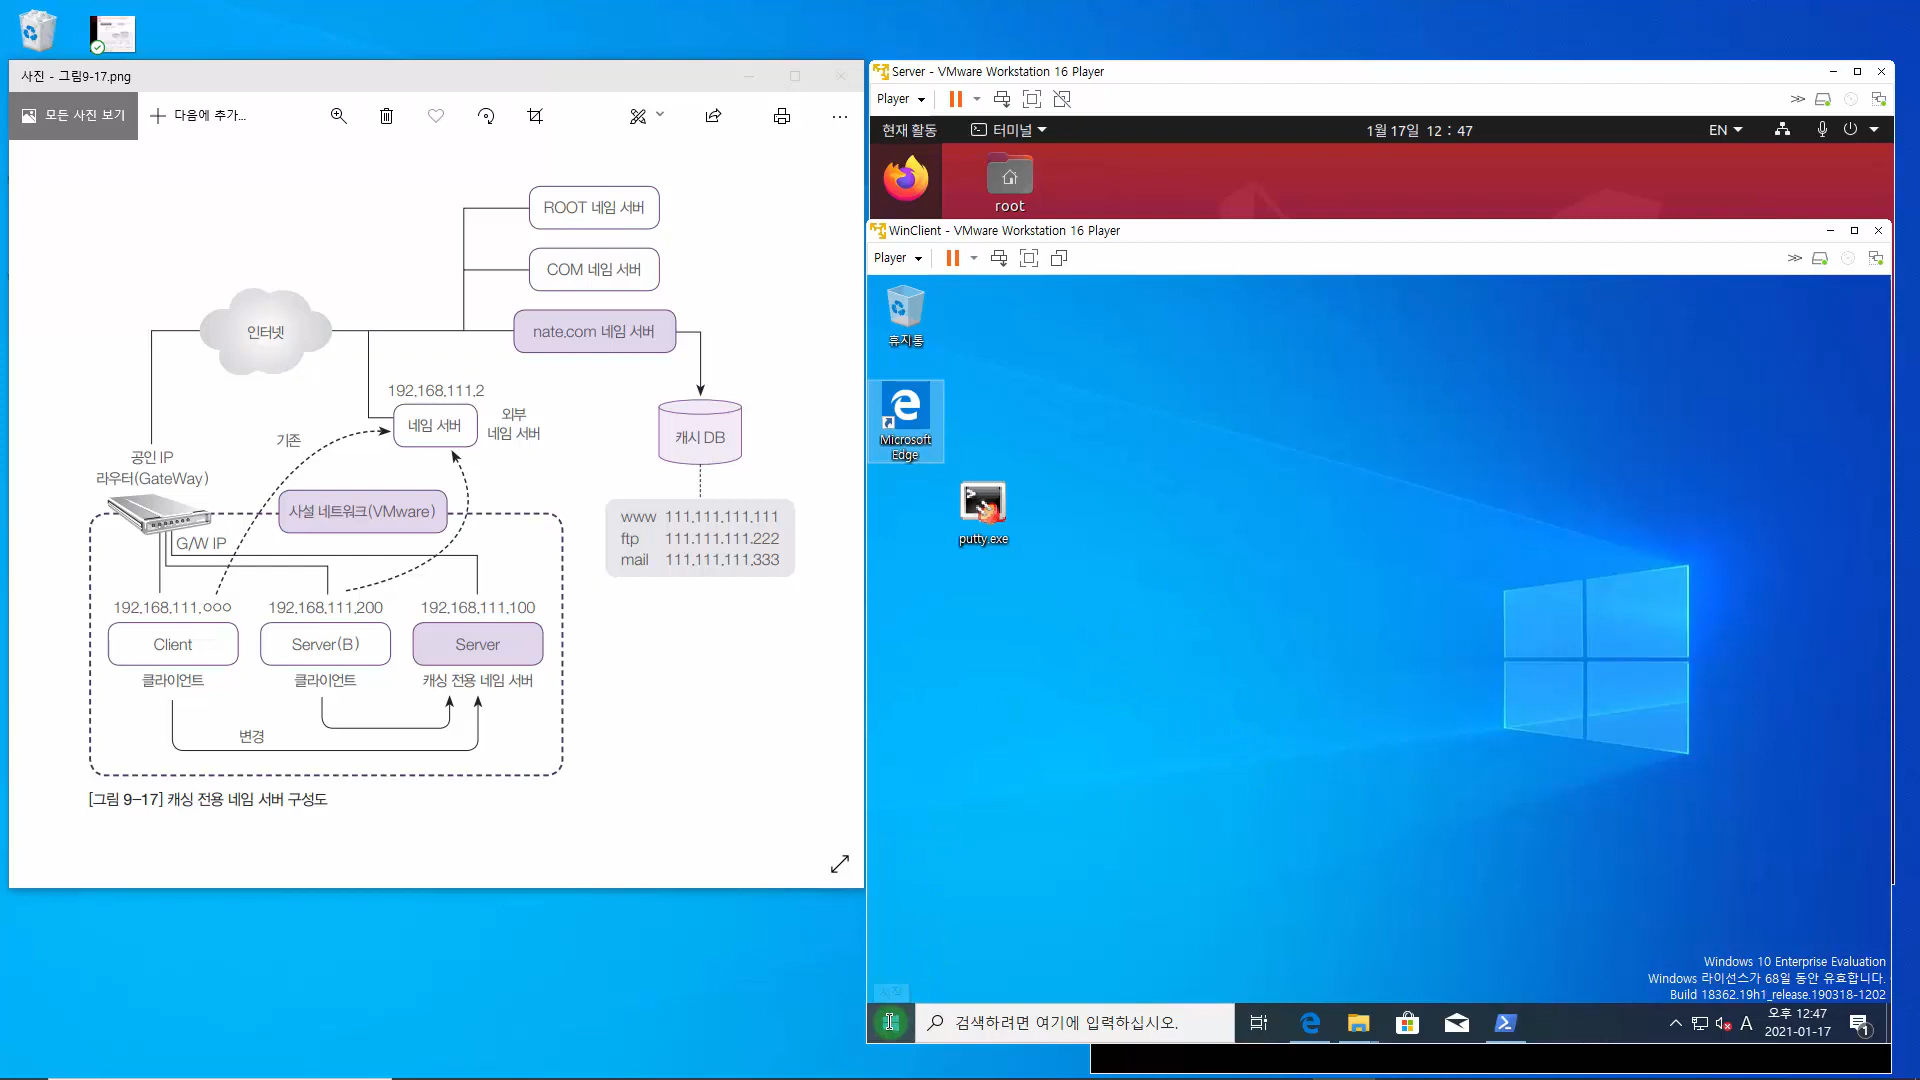 사진 - 그림9-17.png
모든 사진 보기
다음에 추가...
ROOT 네임 서버
COM 네임 서버
인터넷
nate.com 네임 서버
192.168.111.2
네임 서버
외부
네임 서버
기존
캐시 DB
공인 IP
라우터(GateWay)
사설 네트워크(VMware)
G/W IP
www 111.111.111.111
ftp 111.111.111.222
mail 111.111.111.333
192.168.111.○○○
192.168.111.200
192.168.111.100
Client
Server(B)
Server
클라이언트
클라이언트
캐싱 전용 네임 서버
변경
[그림 9-17] 캐싱 전용 네임 서버 구성도
Server - VMware Workstation 16 Player
Player
현재 활동
터미널
1월 17일 12 : 47
EN
root
WinClient - VMware Workstation 16 Player
Player
휴지통
Microsoft
Edge
putty.exe
Windows 10 Enterprise Evaluation
Windows 라이선스가 68일 동안 유효합니다.
Build 18362.19h1_release.190318-1202
검색하려면 여기에 입력하십시오.
A
오후 12:47
2021-01-17
1